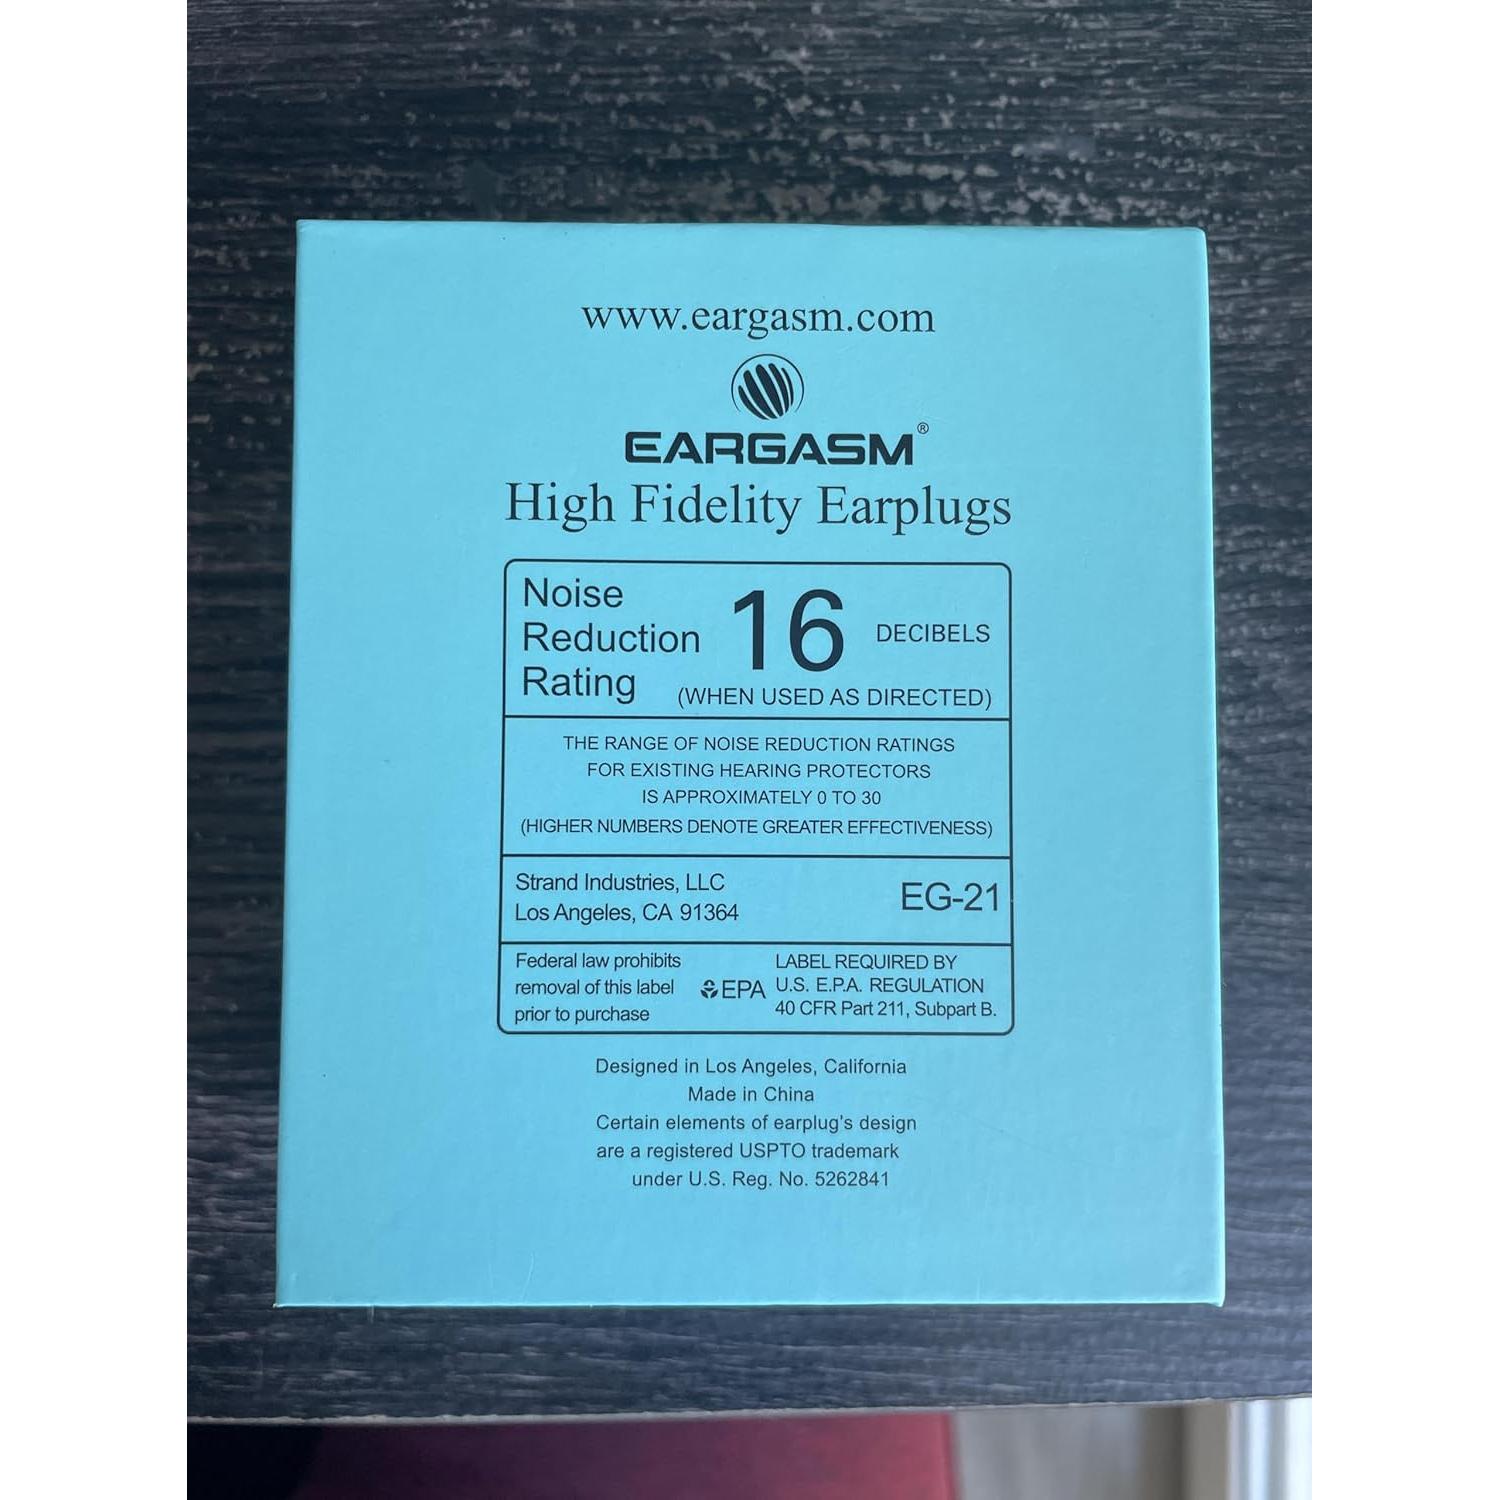 www.eargasm.com
EARGASM®
High Fidelity Earplugs
Noise
Reduction
Rating
16 DECIBELS
(WHEN USED AS DIRECTED)
THE RANGE OF NOISE REDUCTION RATINGS
FOR EXISTING HEARING PROTECTORS
IS APPROXIMATELY 0 TO 30
(HIGHER NUMBERS DENOTE GREATER EFFECTIVENESS)
Strand Industries, LLC
Los Angeles, CA 91364
EG-21
Federal law prohibits
removal of this label
prior to purchase
EPA
LABEL REQUIRED BY
U.S. E.P.A. REGULATION
40 CFR Part 211, Subpart B.
Designed in Los Angeles, California
Made in China
Certain elements of earplug's design
are a registered USPTO trademark
under U.S. Reg. No. 5262841